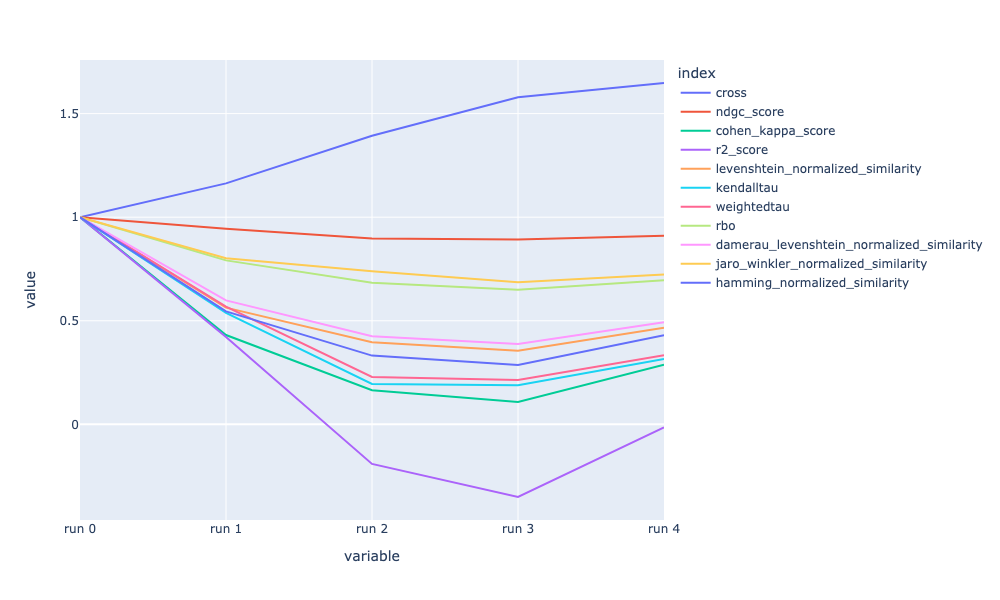 index
cross
ndgc_score
cohen_kappa_score
r2_score
levenshtein_normalized_similarity
kendalltau
weightedtau
rbo
damerau_levenshtein_normalized_similarity
jaro_winkler_normalized_similarity
hamming_normalized_similarity
1.5
1
0.5
0
value
run 0
run 1
run 2
run 3
run 4
variable